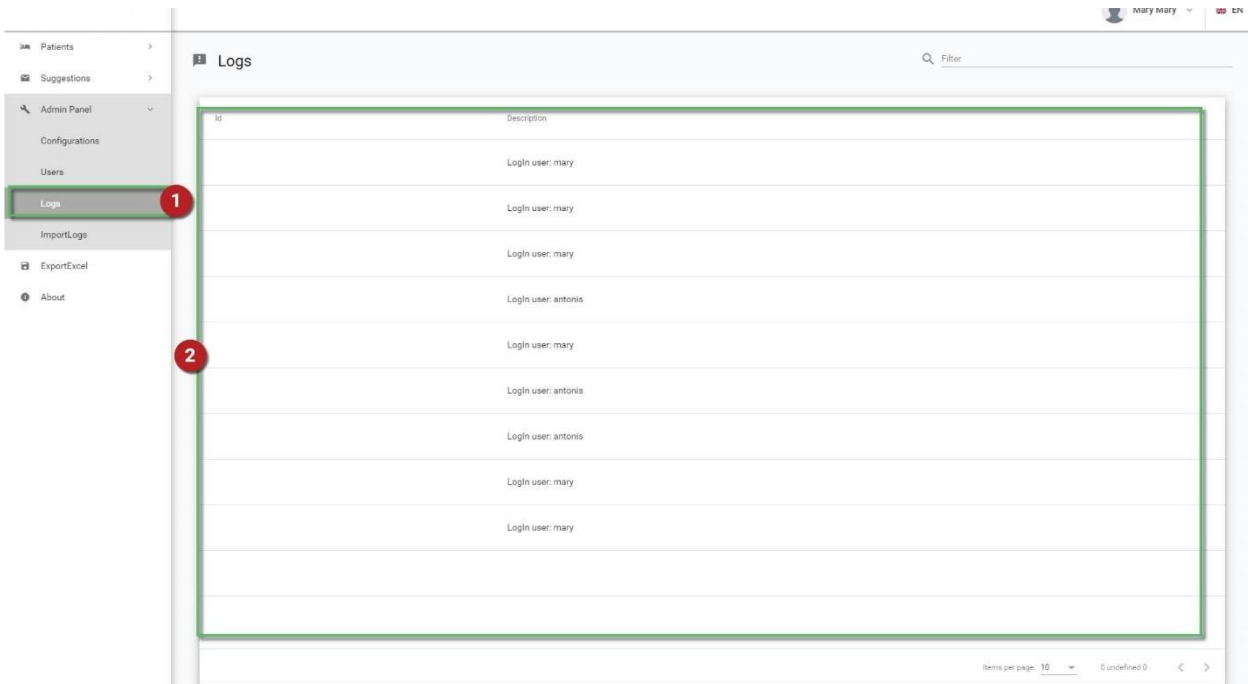 Mary Mary
EN
Patients
Suggestions
Admin Panel
Configurations
Users
Logs
1
ImportLogs
ExportExcel
About
Logs
Filter
Id Description
LogIn user: mary
LogIn user: mary
LogIn user: mary
LogIn user: antonis
LogIn user: mary
2
LogIn user: antonis
LogIn user: antonis
LogIn user: mary
LogIn user: mary
Items per page: 10 0 undefined 0